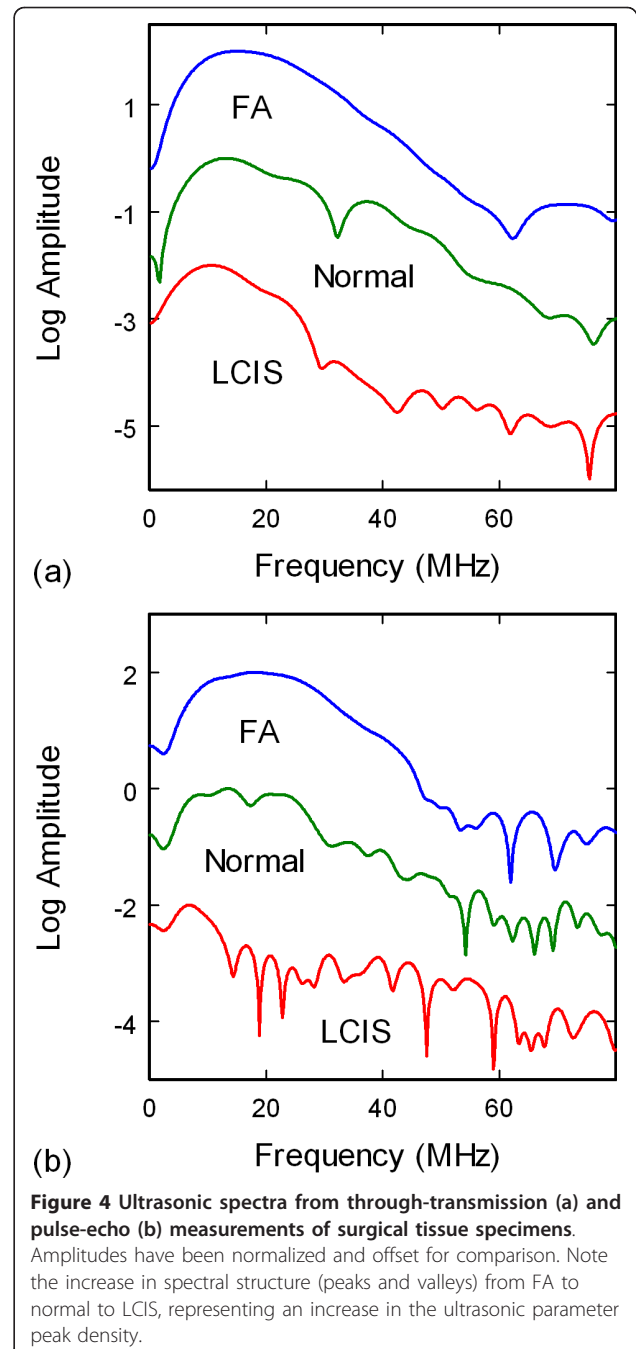 1
-1
-3
-5
Log Amplitude
FA
Normal
LCIS
0 20 40 60
(a)
Frequency (MHz)
2
0
-2
-4
Log Amplitude
FA
Normal
LCIS
0 20 40 60
(b)
Frequency (MHz)
Figure 4 Ultrasonic spectra from through-transmission (a) and
pulse-echo (b) measurements of surgical tissue specimens.
Amplitudes have been normalized and offset for comparison. Note
the increase in spectral structure (peaks and valleys) from FA to
normal to LCIS, representing an increase in the ultrasonic parameter
peak density.